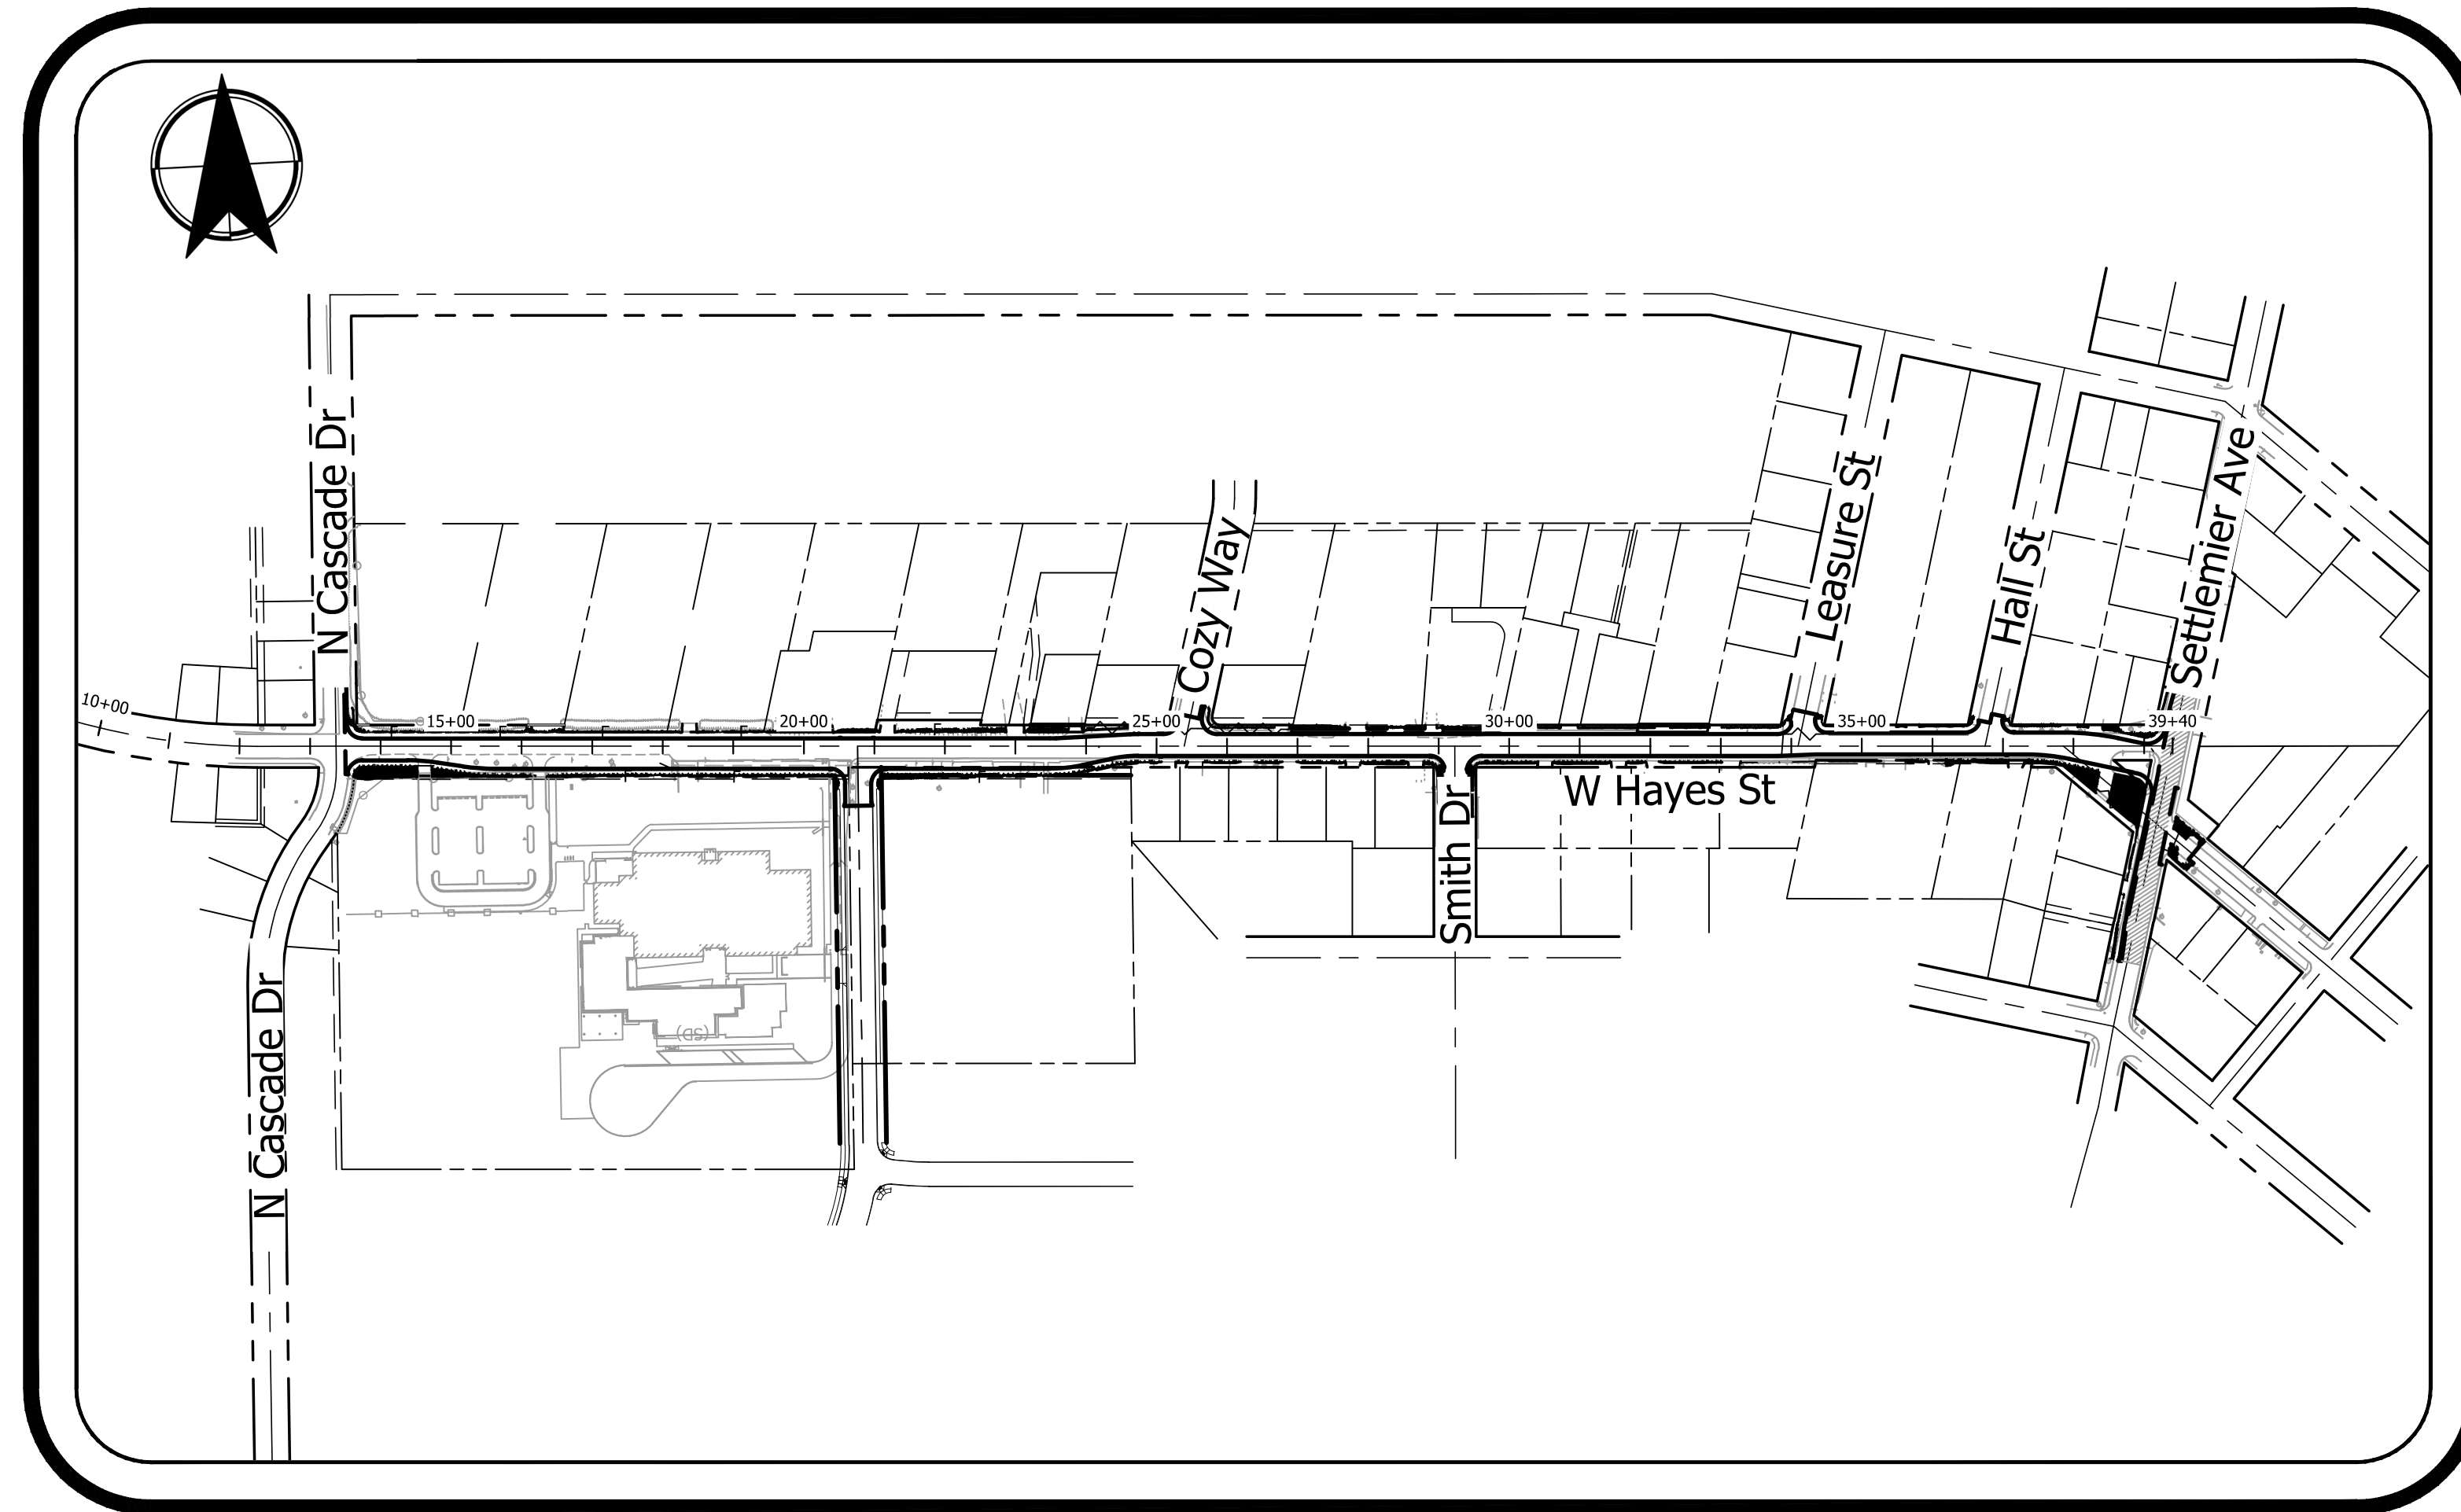 N Cascade Dr
Cozy Way
Leasure St
Hall St
Settlemier Ave
10+00
15+00
20+00
25+00
30+00
35+00
39+40
W Hayes St
Smith Dr
N Cascade Dr
(SD)